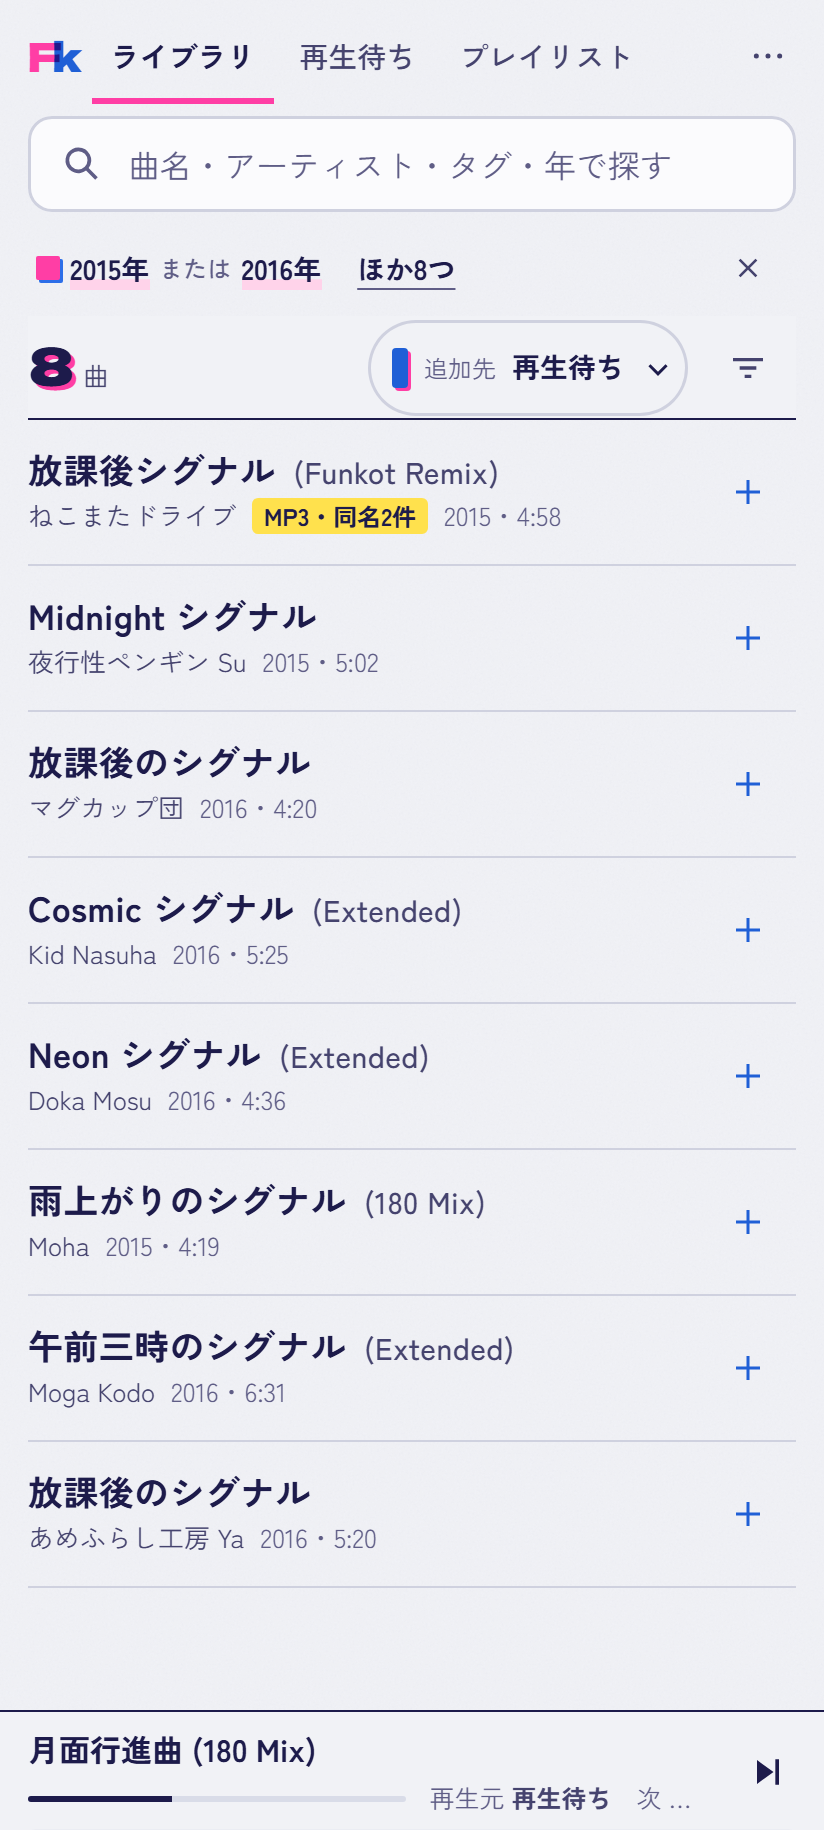 Fk ライブラリ 再生待ち プレイリスト …
曲名・アーティスト・タグ・年で探す
2015年 または 2016年 ほか8つ
8 曲 追加先 再生待ち
放課後シグナル (Funkot Remix)
ねこまたドライブ MP3・同名2件 2015・4:58
Midnight シグナル
夜行性ペンギン Su 2015・5:02
放課後のシグナル
マグカップ団 2016・4:20
Cosmic シグナル (Extended)
Kid Nasuha 2016・5:25
Neon シグナル (Extended)
Doka Mosu 2016・4:36
雨上がりのシグナル (180 Mix)
Moha 2015・4:19
午前三時のシグナル (Extended)
Moga Kodo 2016・6:31
放課後のシグナル
あめふらし工房 Ya 2016・5:20
月面行進曲 (180 Mix)
再生元 再生待ち 次 …